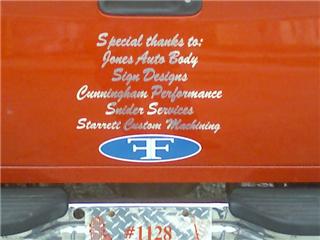 Special thanks to:
Jones Auto Body
Sign Designs
Cunningham Performance
Snider Services
Starrett Custom Machining
#1128